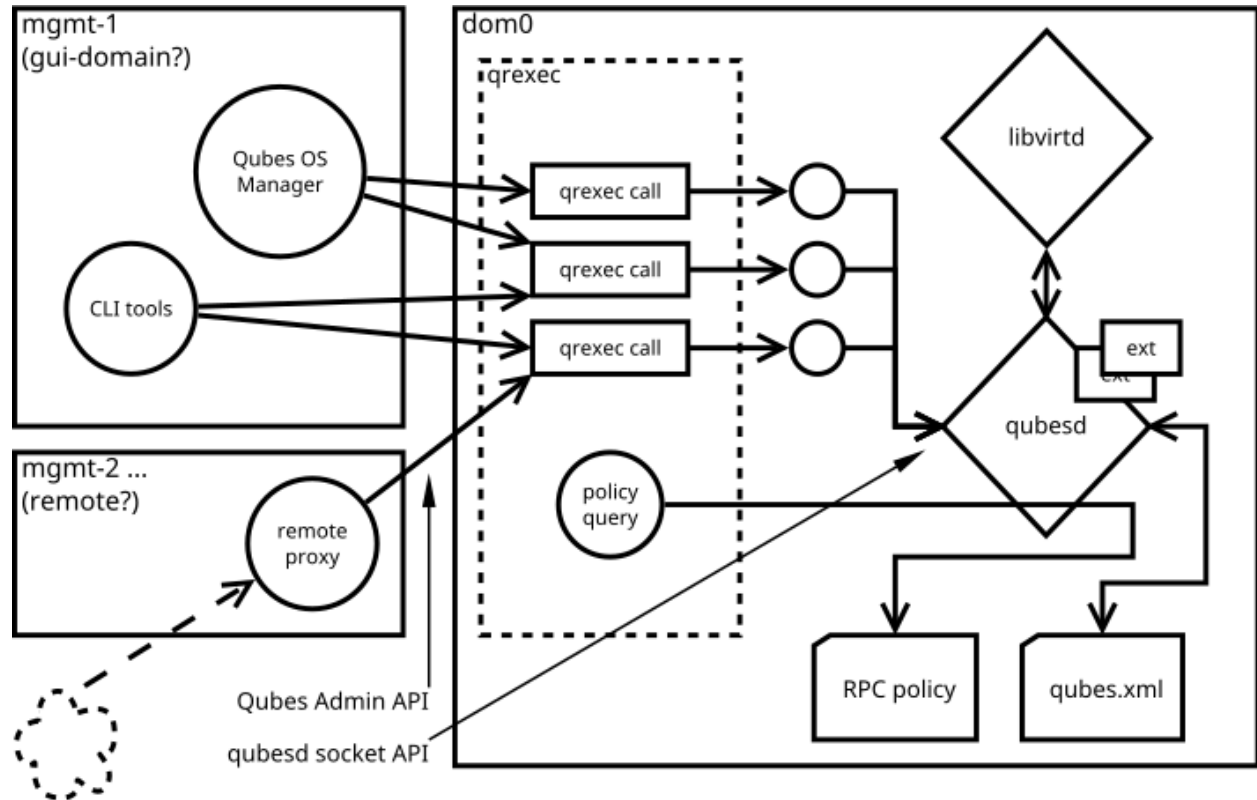 mgmt-1
(gui-domain?)
Qubes OS
Manager
CLI tools
mgmt-2 ...
(remote?)
remote
proxy
Qubes Admin API
qubesd socket API
dom0
qrexec
qrexec call
qrexec call
qrexec call
policy
query
libvirtd
ext
ext
qubesd
RPC policy
qubes.xml